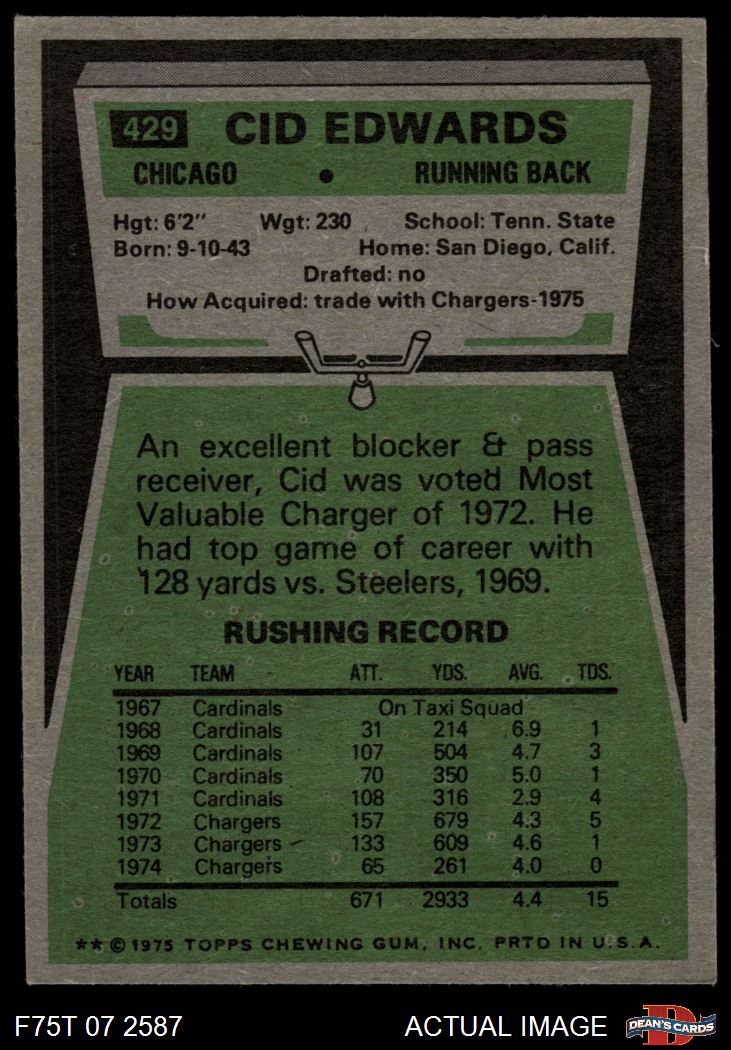 429 CID EDWARDS
CHICAGO • RUNNING BACK
Hgt: 6'2" Wgt: 230 School: Tenn. State
Born: 9-10-43 Home: San Diego, Calif.
Drafted: no
How Acquired: trade with Chargers-1975
An excellent blocker & pass
receiver, Cid was voted Most
Valuable Charger of 1972. He
had top game of career with
128 yards vs. Steelers, 1969.
RUSHING RECORD
YEAR TEAM ATT. YDS. AVG. TDS.
1967 Cardinals On Taxi Squad
1968 Cardinals 31 214 6.9 1
1969 Cardinals 107 504 4.7 3
1970 Cardinals 70 350 5.0 1
1971 Cardinals 108 316 2.9 4
1972 Chargers 157 679 4.3 5
1973 Chargers 133 609 4.6 1
1974 Chargers 65 261 4.0 0
Totals 671 2933 4.4 15
** © 1975 TOPPS CHEWING GUM, INC. PRTD IN U.S.A.
F75T 07 2587 ACTUAL IMAGE DEAN'S CARDS